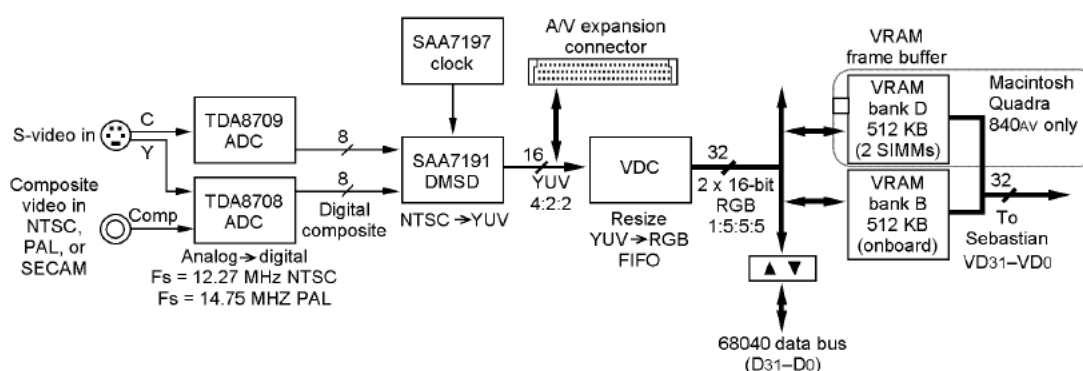 A/V expansion
connector
VRAM
frame buffer
SAA7197
clock
Macintosh
Quadra
840AV only
VRAM
bank D
512 KB
(2 SIMMs)
S-video in
C
Y
TDA8709
ADC
8
SAA7191
DMSD
16
YUV
4:2:2
VDC
32
2 x 16-bit
RGB
1:5:5:5
VRAM
bank B
512 KB
(onboard)
32
To
Sebastian
VD31–VD0
Composite
video in
NTSC,
PAL, or
SECAM
Comp
TDA8708
ADC
8
Digital
composite
NTSC→YUV
Resize
YUV→RGB
FIFO
Analog→digital
Fs = 12.27 MHz NTSC
Fs = 14.75 MHZ PAL
▲ ▼
68040 data bus
(D31–D0)